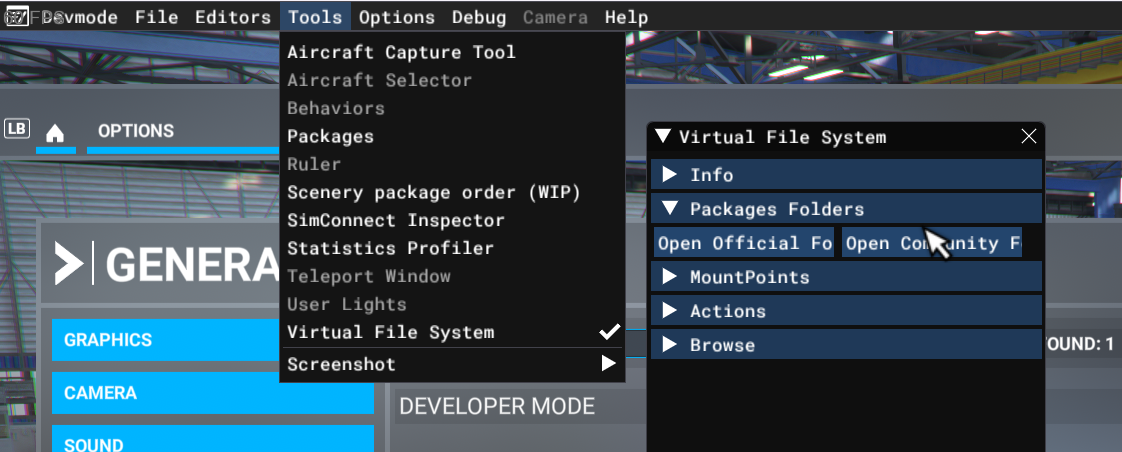 Devmode File Editors Tools Options Debug Camera Help
Aircraft Capture Tool
Aircraft Selector
Behaviors
Packages
Ruler
Scenery package order (WIP)
SimConnect Inspector
Statistics Profiler
Teleport Window
User Lights
Virtual File System
Screenshot
LB
OPTIONS
GENERA
GRAPHICS
CAMERA
SOUND
DEVELOPER MODE
Virtual File System
Info
Packages Folders
Open Official Fo Open Community F
MountPoints
Actions
Browse
OUND: 1